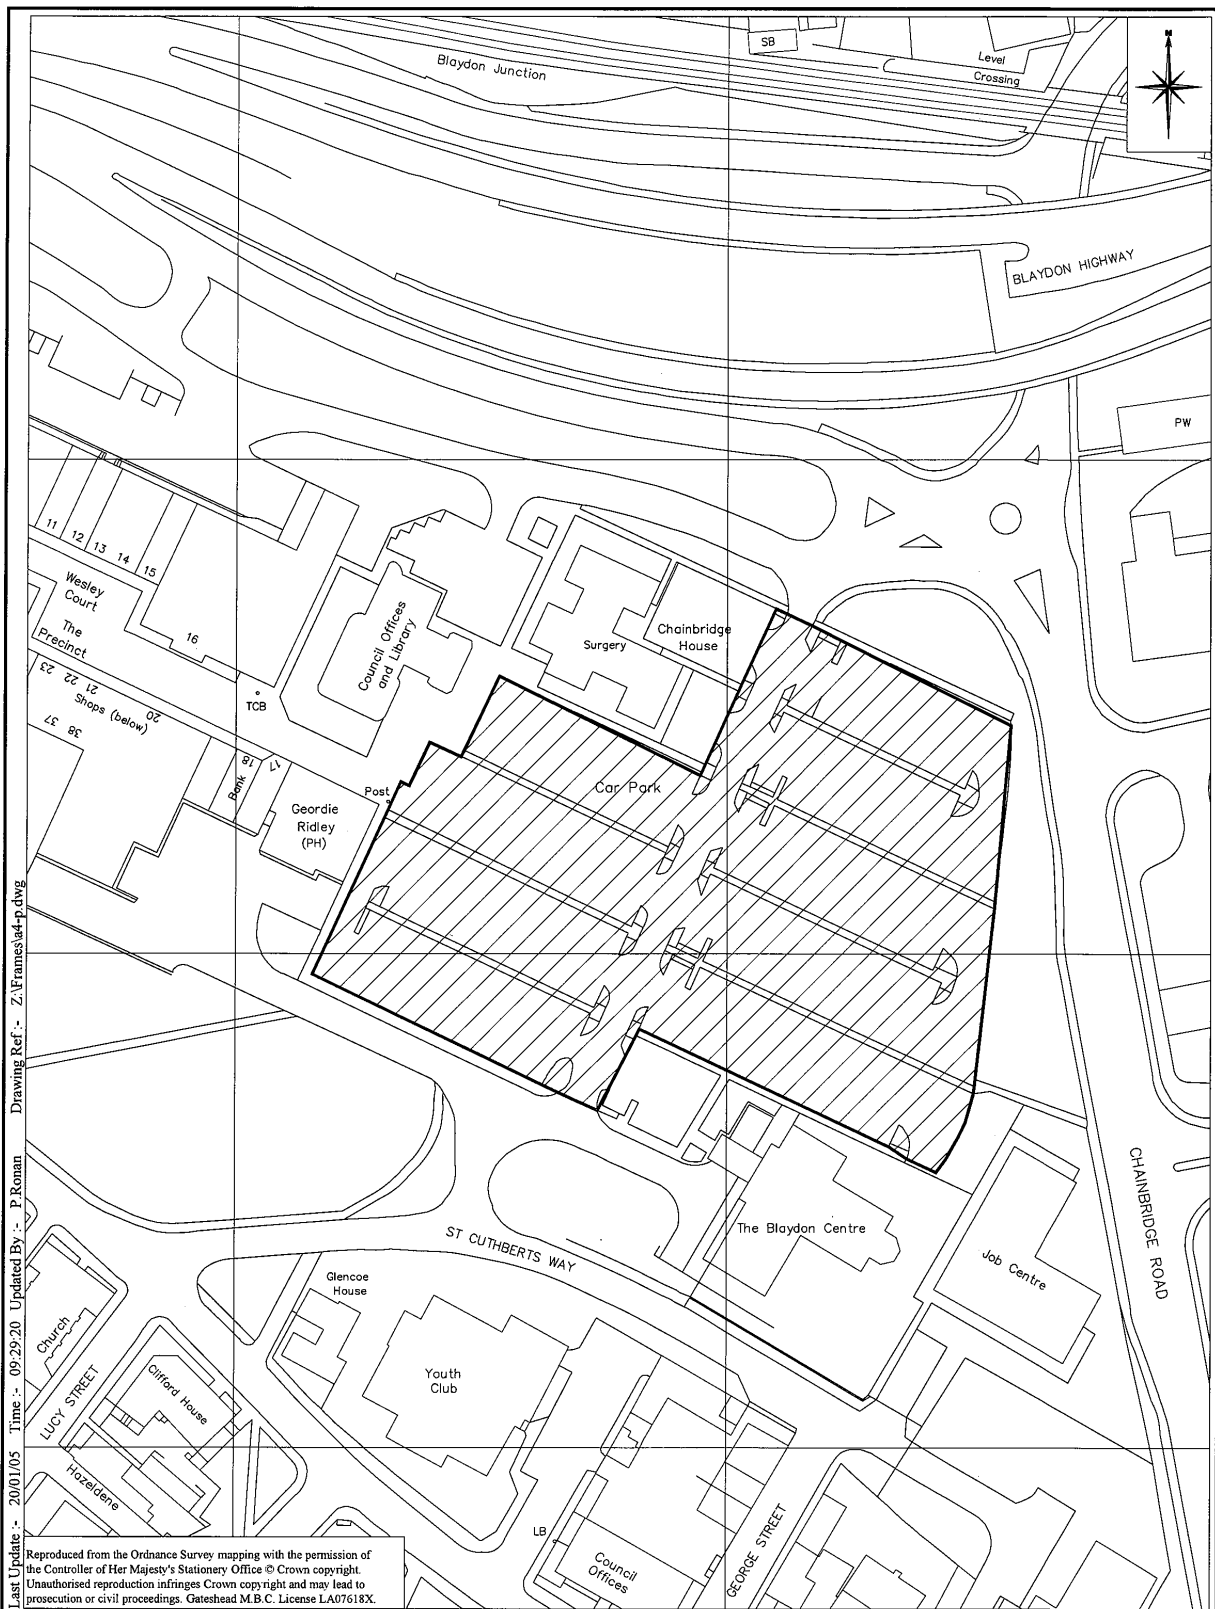 SB
Level
Crossing
Blaydon Junction
N
BLAYDON HIGHWAY
PW
11
12
13
14
15
16
Wesley
Court
The
Precinct
Council Offices
and Library
Surgery
Chainbridge
House
TCB
23
22
21
20
Shops (below)
37
38
18
17
Bank
Post
Geordie
Ridley
(PH)
Car Park
CHAINBRIDGE ROAD
The Blaydon Centre
Job Centre
ST CUTHBERTS WAY
Glencoe
House
Youth
Club
Church
LUCY STREET
Clifford House
Hazeldene
LB
Council
Offices
GEORGE STREET
Last Update :- 20/01/05 Time :- 09:29:20 Updated By :- P.Ronan Drawing Ref :- Z:\Frames\a4-p.dwg
Reproduced from the Ordnance Survey mapping with the permission of
the Controller of Her Majesty's Stationery Office © Crown copyright.
Unauthorised reproduction infringes Crown copyright and may lead to
prosecution or civil proceedings. Gateshead M.B.C. License LA07618X.